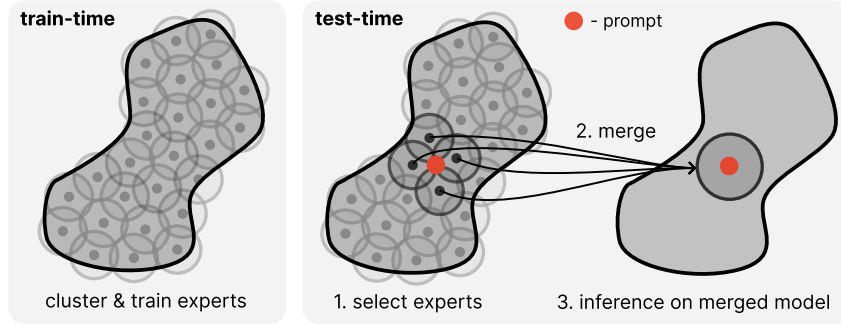 train-time
cluster & train experts
test-time
- prompt
2. merge
1. select experts
3. inference on merged model